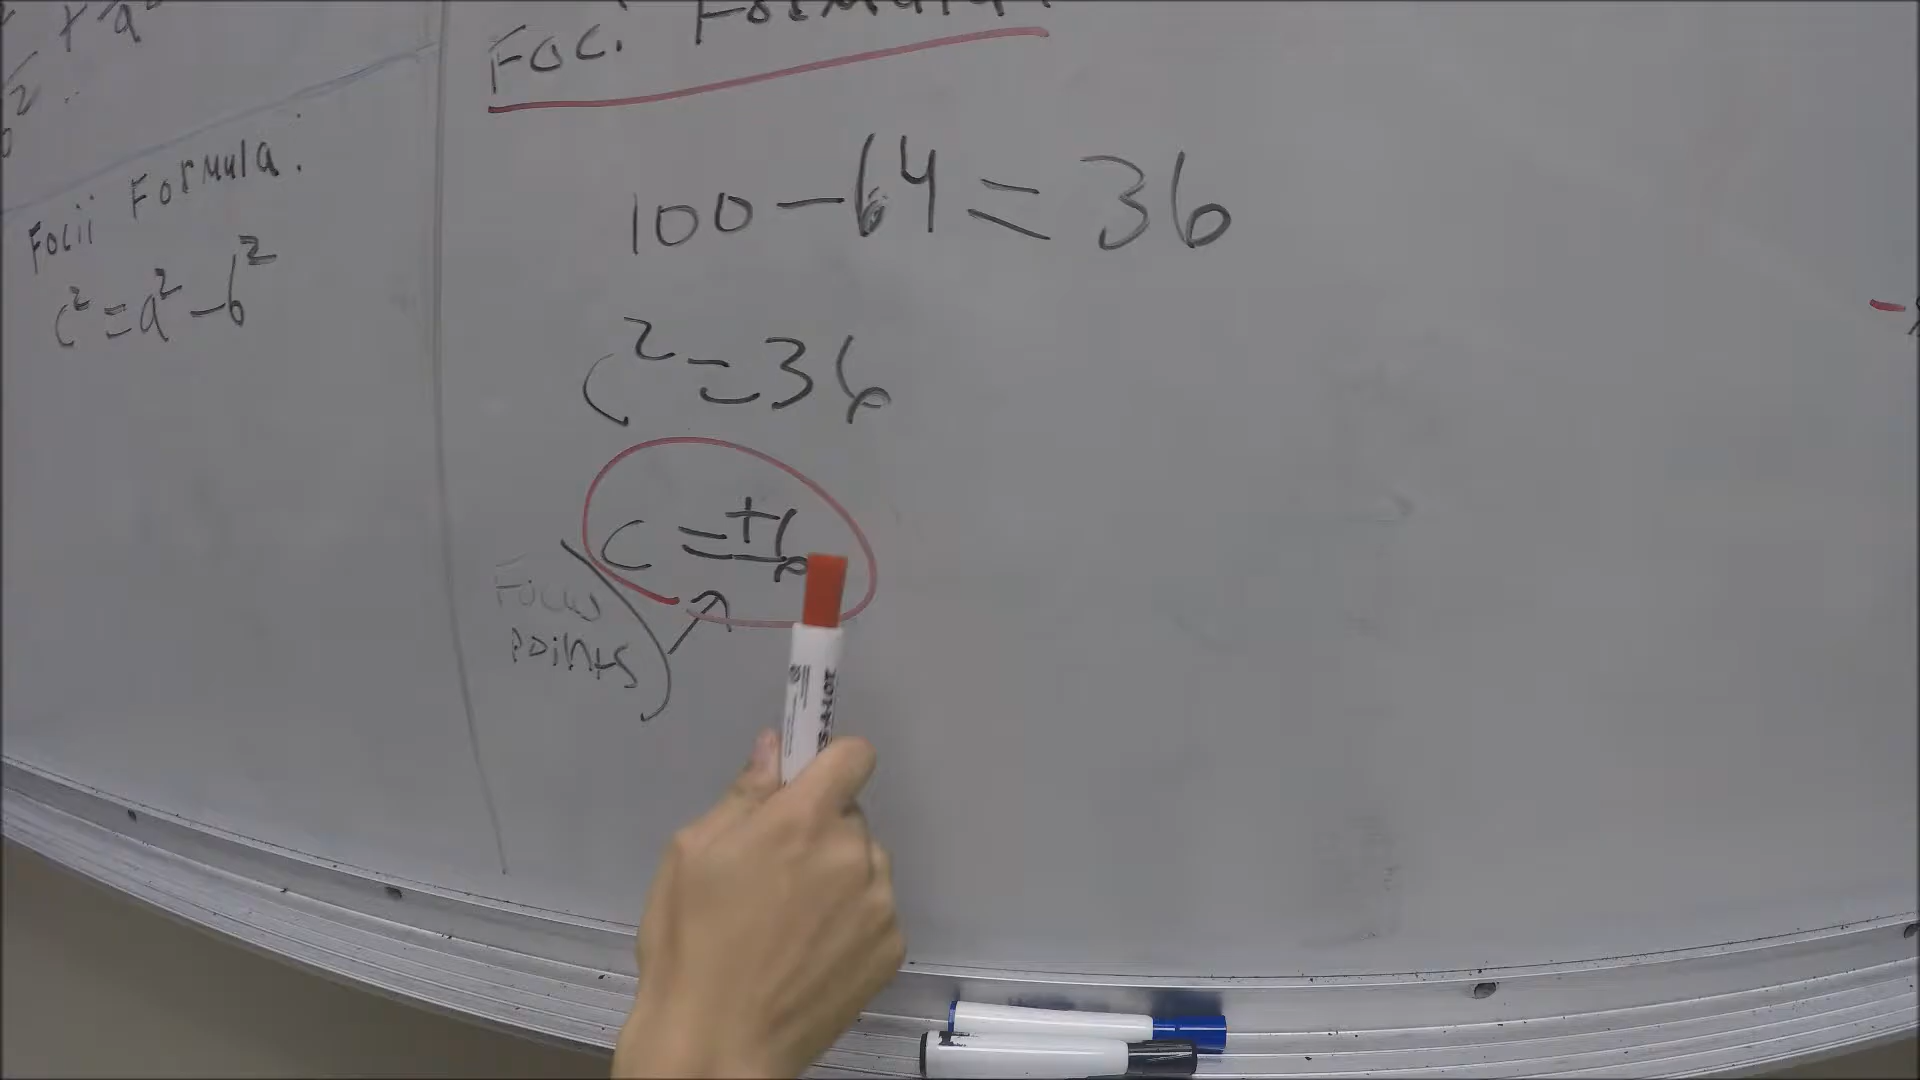 Focii Formula.
c² = a² - b²
Foci Formula:
100 - 64 = 36
c² = 36
c = ±6
Focus
points